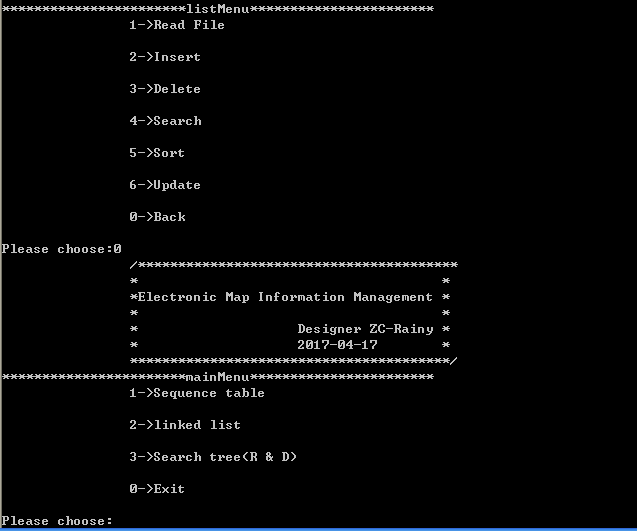 ***********************listMenu***********************
1->Read File
2->Insert
3->Delete
4->Search
5->Sort
6->Update
0->Back
Please choose:0
/****************************************
* *
*Electronic Map Information Management *
* *
* Designer ZC-Rainy *
* 2017-04-17 *
****************************************/
***********************mainMenu***********************
1->Sequence table
2->linked list
3->Search tree(R & D)
0->Exit
Please choose: